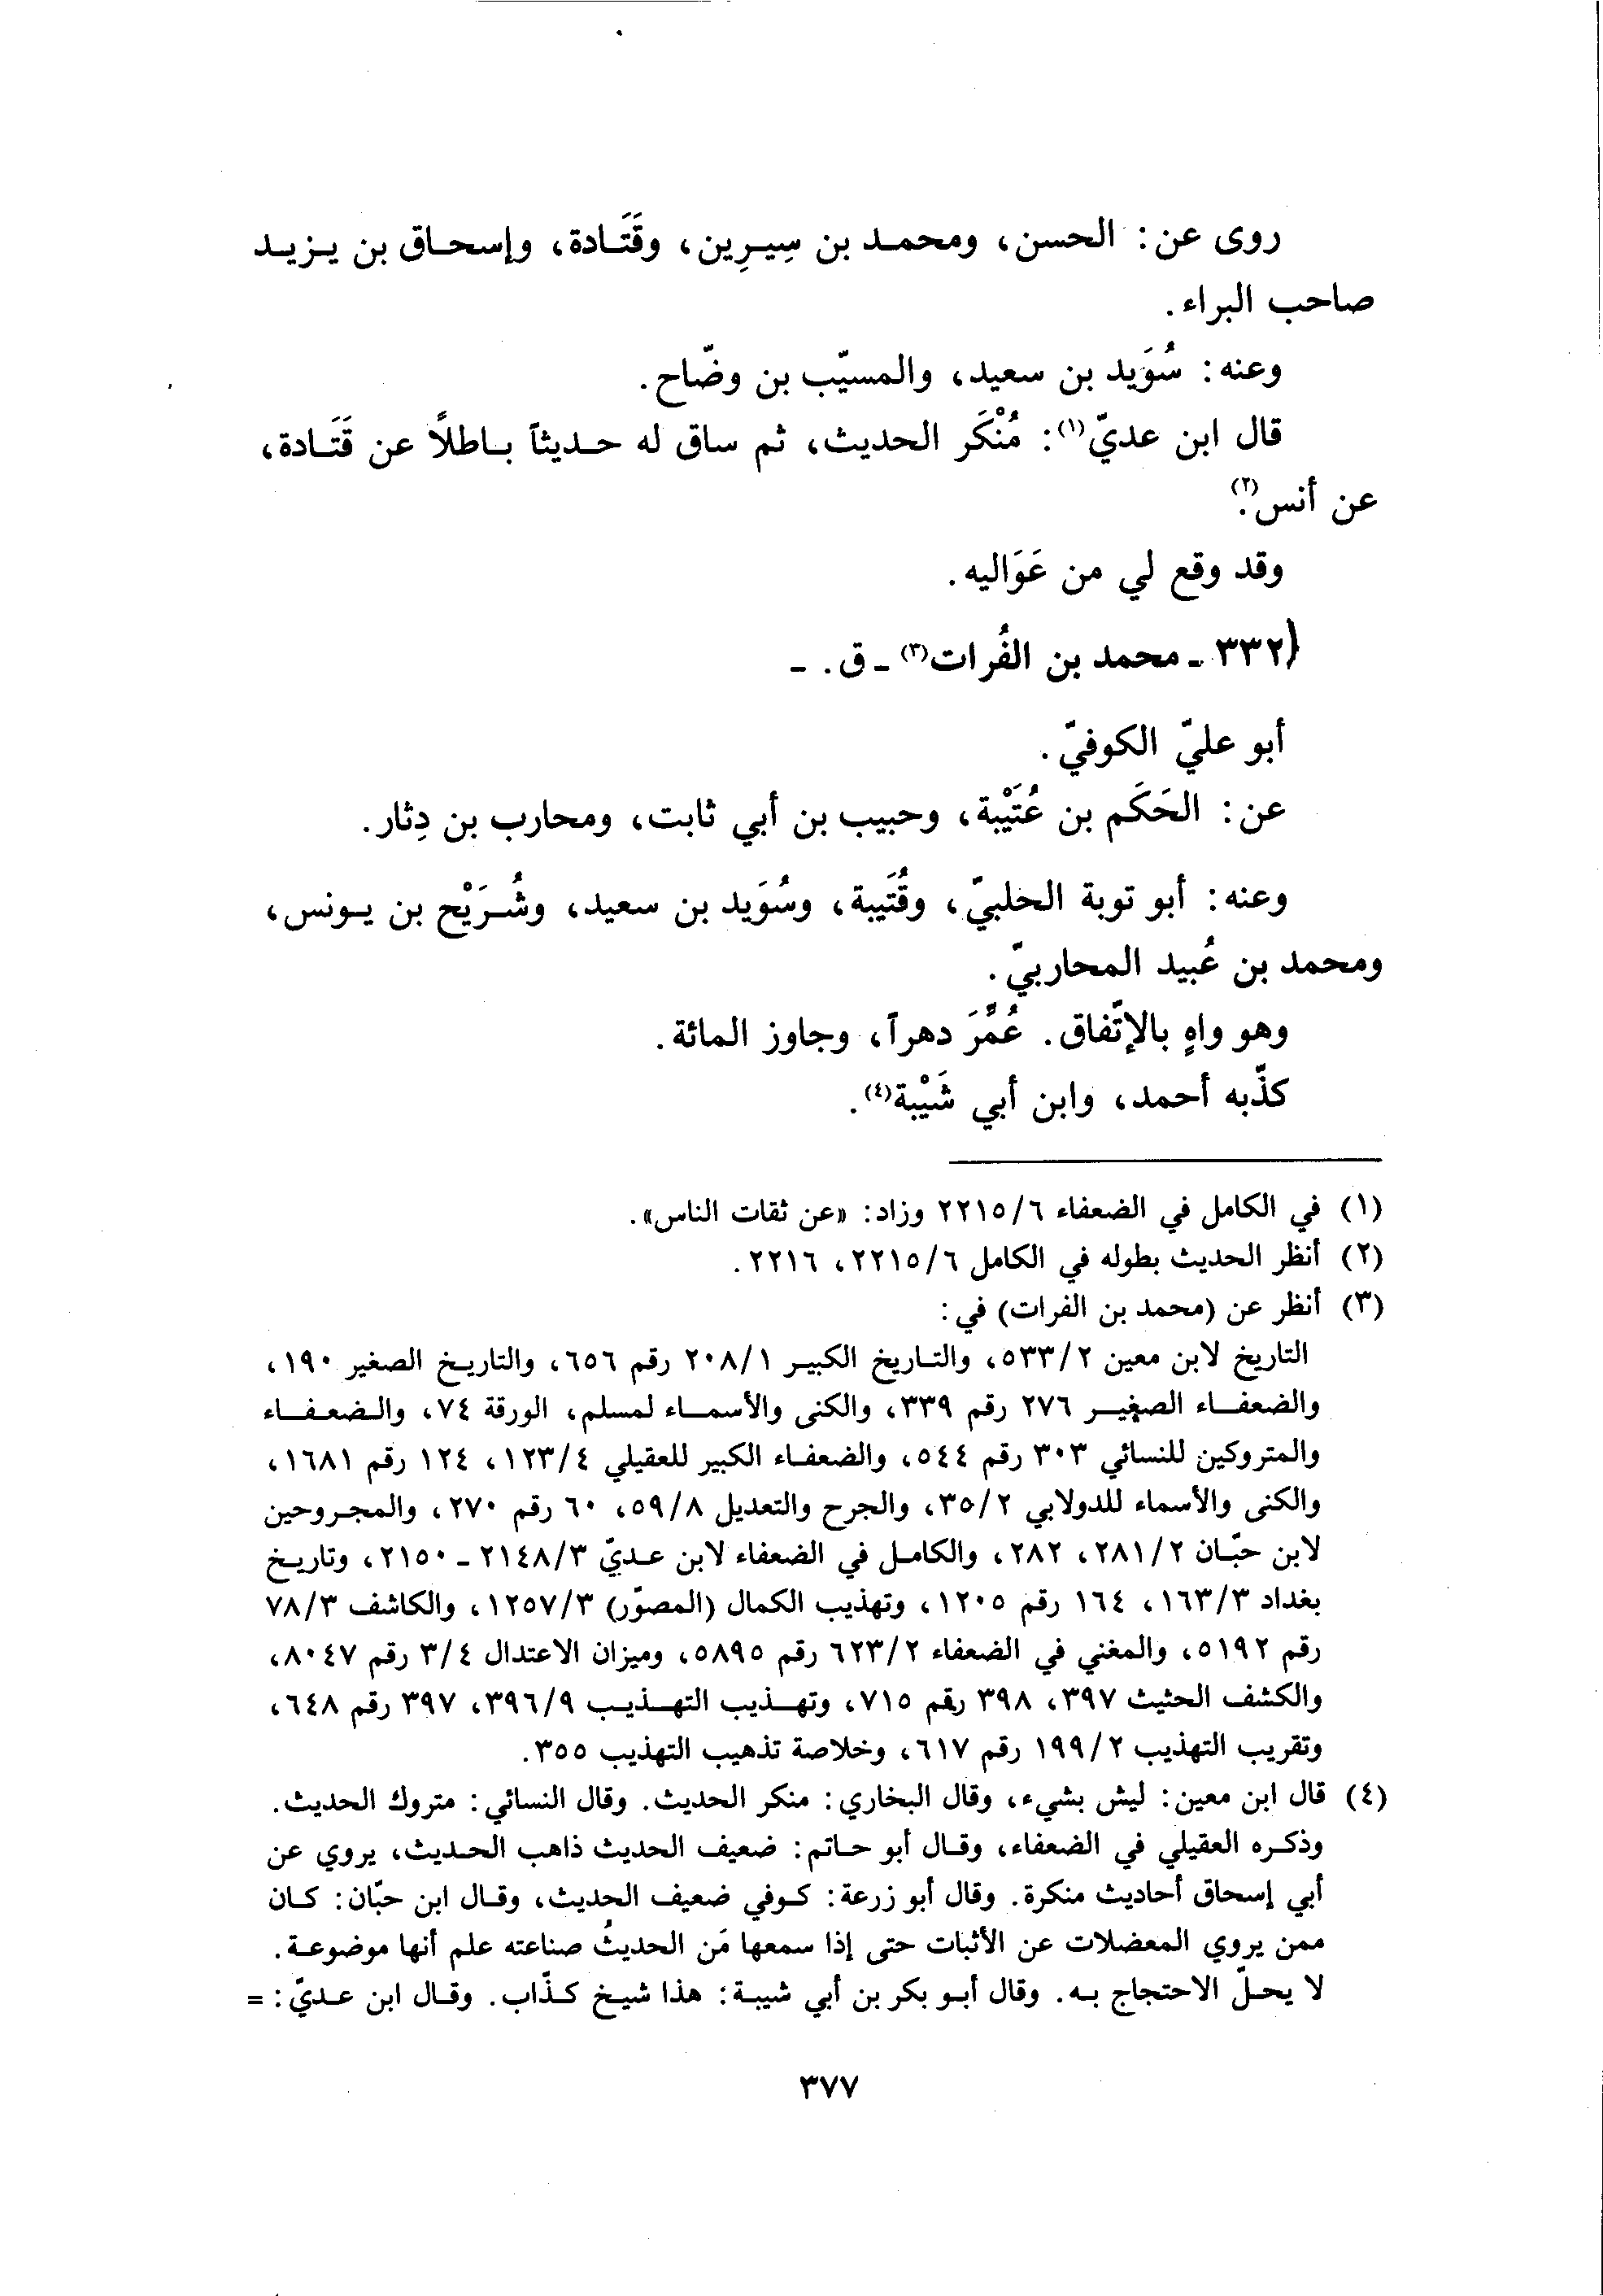 روى عن: الحسن، ومحمد بن سِيرِين، وقَتَادة، وإسحاق بن يزيد
صاحب البراء.
وعنه: سُوَيد بن سعيد، والمسيّب بن وضّاح.
قال ابن عديّ(١): مُنْكَر الحديث، ثم ساق له حديثاً باطلاً عن قَتَادة،
عن أنس(٢).
وقد وقع لي من عَوَاليه.
(٣٣٢ - محمد بن الفُرات(٣) - ق. -
أبو عليّ الكوفيّ.
عن: الحَكَم بن عُتَيْبة، وحبيب بن أبي ثابت، ومحارب بن دِثار.
وعنه: أبو توبة الحلبيّ، وقُتَيبة، وسُوَيد بن سعيد، وشُرَيْح بن يونس،
ومحمد بن عُبيد المحاربيّ.
وهو واهٍ بالإتّفاق. عُمَّرَ دهراً، وجاوز المائة.
كذّبه أحمد، وابن أبي شَيْبة(٤).
(١) في الكامل في الضعفاء ٢٢١٥/٦ وزاد: «عن ثقات الناس».
(٢) أنظر الحديث بطوله في الكامل ٢٢١٥/٦، ٢٢١٦.
(٣) أنظر عن (محمد بن الفرات) في:
التاريخ لابن معين ٥٣٣/٢، والتاريخ الكبير ٢٠٨/١ رقم ٦٥٦، والتاريخ الصغير ١٩٠،
والضعفاء الصغير ٢٧٦ رقم ٣٣٩، والكنى والأسماء لمسلم، الورقة ٧٤، والضعفاء
والمتروكين للنسائي ٣٠٣ رقم ٥٤٤، والضعفاء الكبير للعقيلي ١٢٣/٤، ١٢٤ رقم ١٦٨١،
والكنى والأسماء للدولابي ٣٥/٢، والجرح والتعديل ٥٩/٨، ٦٠ رقم ٢٧٠، والمجروحين
لابن حبّان ٢٨١/٢، ٢٨٢، والكامل في الضعفاء لابن عديّ ٢١٤٨/٣ - ٢١٥٠، وتاريخ
بغداد ١٦٣/٣، ١٦٤ رقم ١٢٠٥، وتهذيب الكمال (المصوّر) ١٢٥٧/٣، والكاشف ٧٨/٣
رقم ٥١٩٢، والمغني في الضعفاء ٦٢٣/٢ رقم ٥٨٩٥، وميزان الاعتدال ٣/٤ رقم ٨٠٤٧،
والكشف الحثيث ٣٩٧، ٣٩٨ رقم ٧١٥، وتهذيب التهذيب ٣٩٦/٩، ٣٩٧ رقم ٦٤٨،
وتقريب التهذيب ١٩٩/٢ رقم ٦١٧، وخلاصة تذهيب التهذيب ٣٥٥.
(٤) قال ابن معين: ليش بشيء، وقال البخاري: منكر الحديث. وقال النسائي: متروك الحديث.
وذكره العقيلي في الضعفاء، وقال أبو حاتم: ضعيف الحديث ذاهب الحديث، يروي عن
أبي إسحاق أحاديث منكرة. وقال أبو زرعة: كوفي ضعيف الحديث، وقال ابن حبّان: كان
ممن يروي المعضلات عن الأثبات حتى إذا سمعها مَن الحديثُ صناعته علم أنها موضوعة.
لا يحلّ الاحتجاج به. وقال أبو بكر بن أبي شيبة: هذا شيخ كذّاب. وقال ابن عديّ: =
٣٧٧